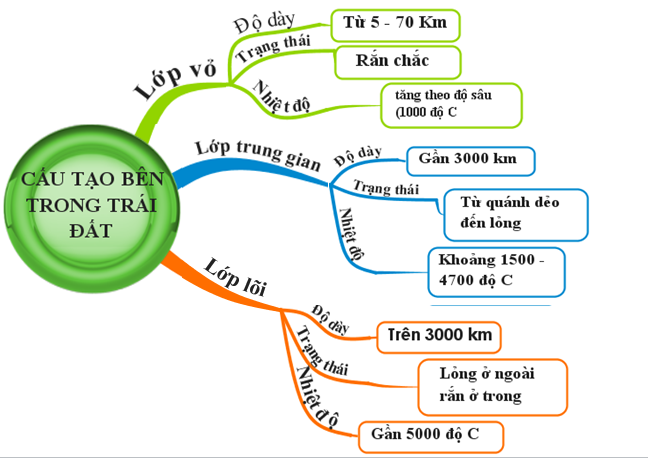 CẤU TẠO BÊN
TRONG TRÁI
ĐẤT
Lớp vỏ
Độ dày
Từ 5 - 70 Km
Trạng thái
Rắn chắc
Nhiệt độ
tăng theo độ sâu
(1000 độ C
Lớp trung gian
Độ dày
Gần 3000 km
Trạng thái
Từ quánh dẻo
đến lỏng
Nhiệt độ
Khoảng 1500 -
4700 độ C
Lớp lõi
Độ dày
Trên 3000 km
Trạng thái
Lỏng ở ngoài
rắn ở trong
Nhiệt độ
Gần 5000 độ C